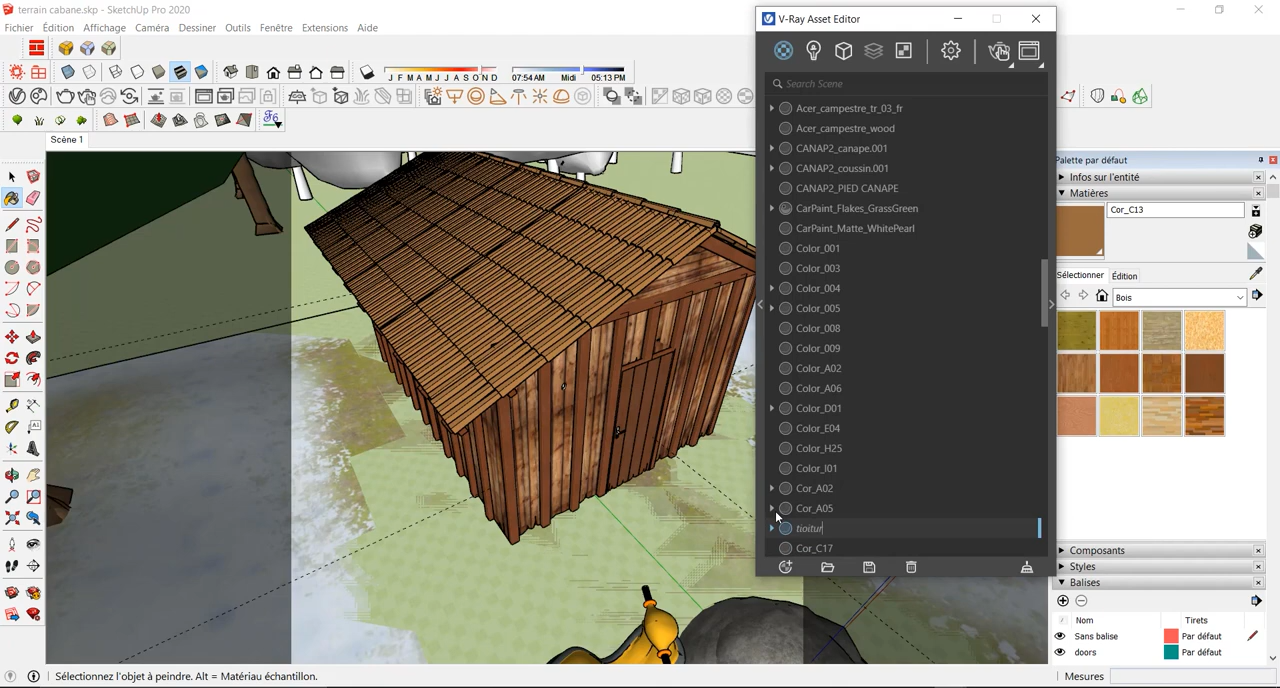 terrain cabane.skp - SketchUp Pro 2020
Fichier Édition Affichage Caméra Dessiner Outils Fenêtre Extensions Aide
J F M A M J J A S O N D 07:54 AM Midi 05:13 PM
Scène 1
V-Ray Asset Editor
Search Scene
Acer_campestre_tr_03_fr
Acer_campestre_wood
CANAP2_canape.001
CANAP2_coussin.001
CANAP2_PIED CANAPE
CarPaint_Flakes_GrassGreen
CarPaint_Matte_WhitePearl
Color_001
Color_003
Color_004
Color_005
Color_008
Color_009
Color_A02
Color_A06
Color_D01
Color_E04
Color_H25
Color_I01
Cor_A02
Cor_A05
tioitur
Cor_C17
Palette par défaut
Infos sur l'entité
Matières
Cor_C13
Sélectionner Édition
Bois
Composants
Styles
Balises
Nom Tirets
Sans balise Par défaut
doors Par défaut
Sélectionnez l'objet à peindre. Alt = Matériau échantillon.
Mesures